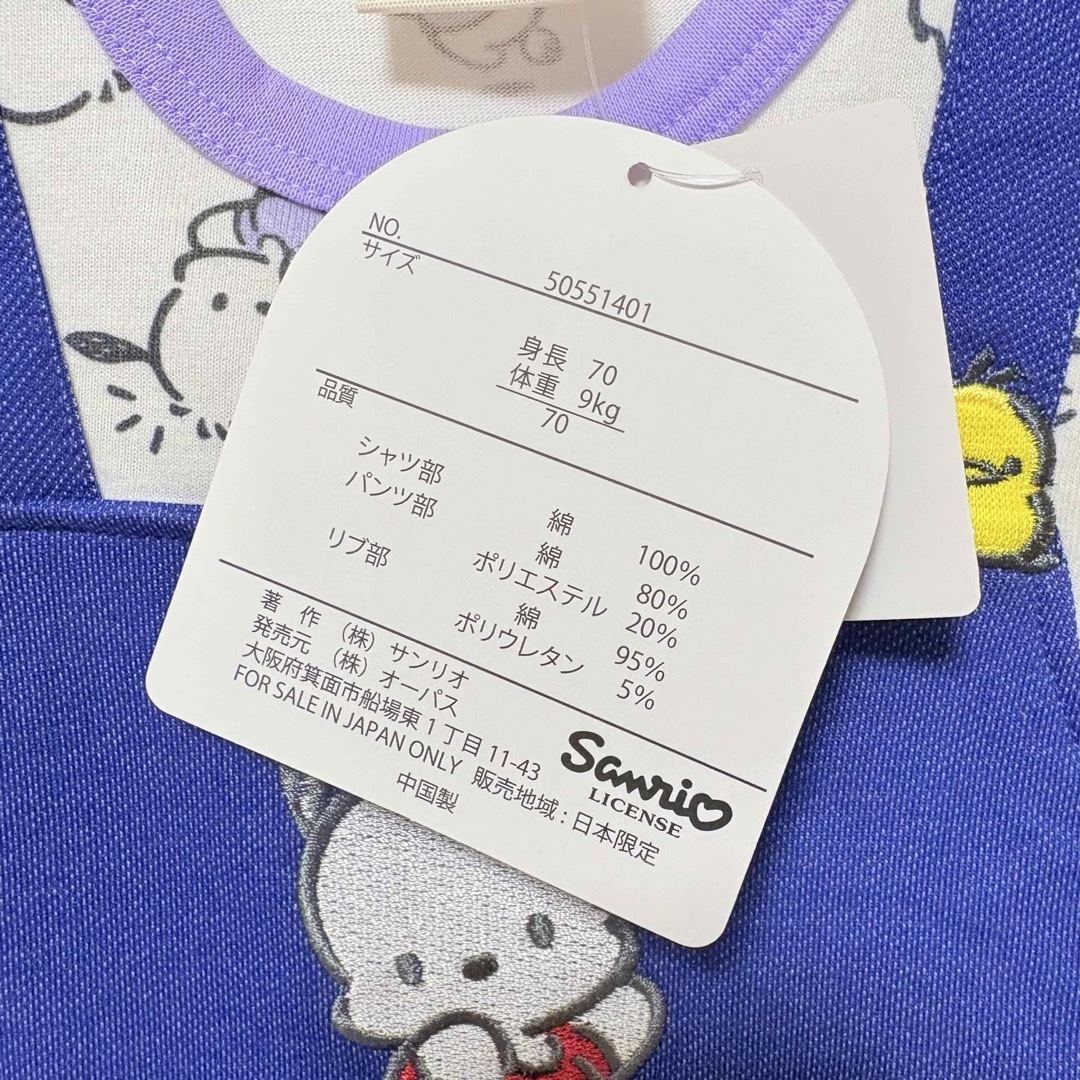 NO.
50551401
サイズ
身長 70
体重 9kg
70
品質
シャツ部 綿 100%
パンツ部 綿 80%
ポリエステル 20%
リブ部 綿 95%
ポリウレタン 5%
著 作 (株) サンリオ
発売元 (株) オーパス
大阪府箕面市船場東1丁目11-43
FOR SALE IN JAPAN ONLY 販売地域:日本限定
中国製
Sanrio
LICENSE